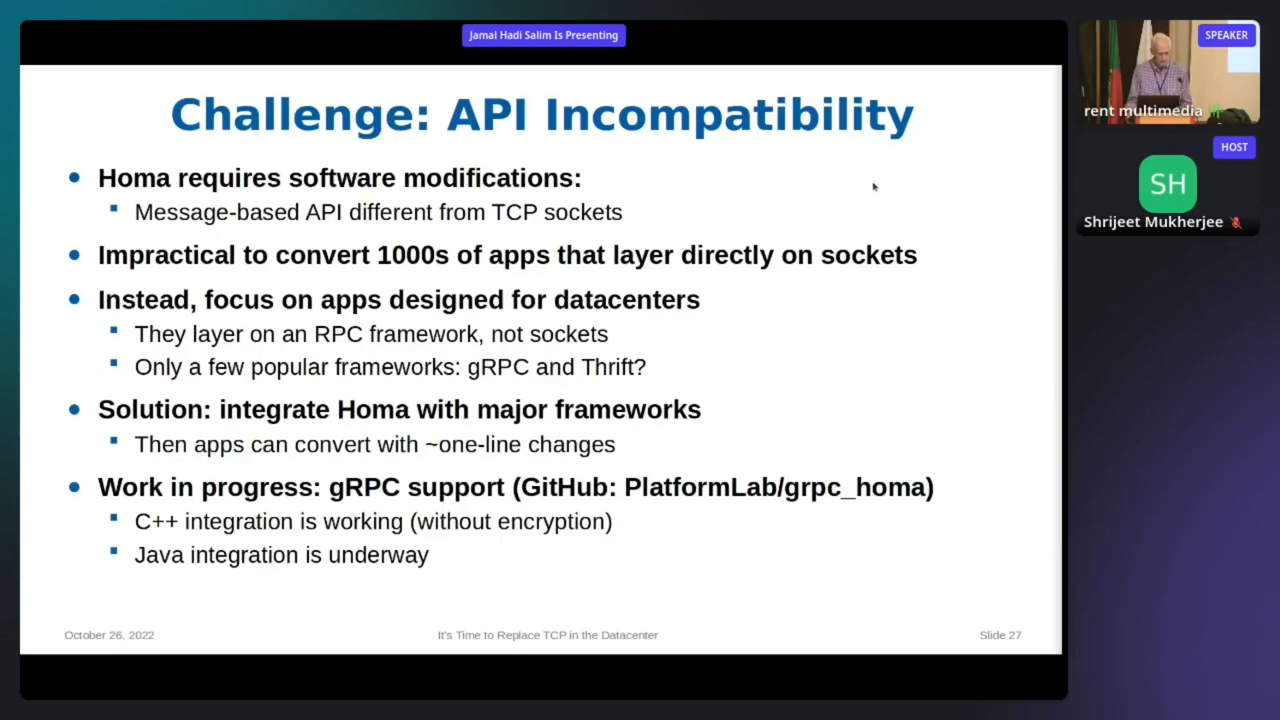 Jamal Hadi Salim Is Presenting
SPEAKER
rent multimedia
HOST
SH
Shrijeet Mukherjee
Challenge: API Incompatibility
Homa requires software modifications:
Message-based API different from TCP sockets
Impractical to convert 1000s of apps that layer directly on sockets
Instead, focus on apps designed for datacenters
They layer on an RPC framework, not sockets
Only a few popular frameworks: gRPC and Thrift?
Solution: integrate Homa with major frameworks
Then apps can convert with ~one-line changes
Work in progress: gRPC support (GitHub: PlatformLab/grpc_homa)
C++ integration is working (without encryption)
Java integration is underway
October 26, 2022
It's Time to Replace TCP in the Datacenter
Slide 27